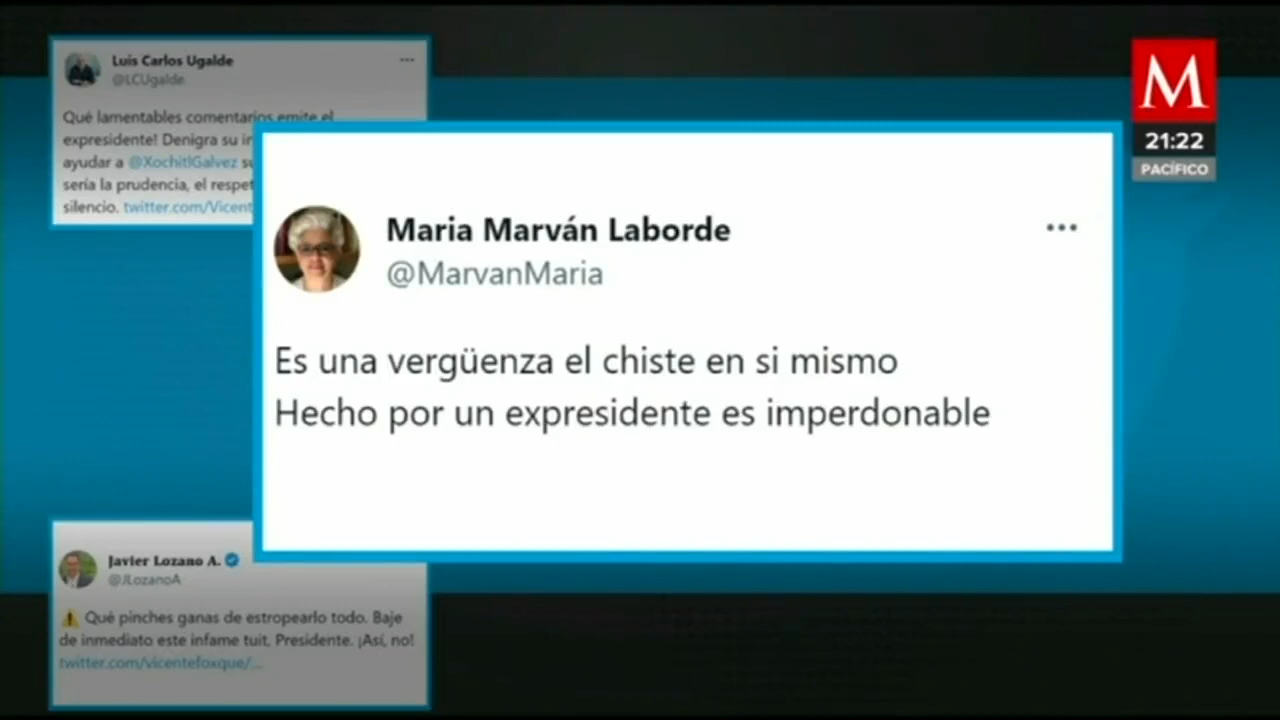 Luis Carlos Ugalde
@LCUgalde
Qué lamentables comentarios emite el
expresidente! Denigra su
ayudar a @XochitlGalvez
sería la prudencia, el
silencio. twitter.com/Vicent
Maria Marván Laborde
@MarvanMaria
Es una vergüenza el chiste en si mismo
Hecho por un expresidente es imperdonable
Javier Lozano A.
@JLozanoA
⚠️ Qué pinches ganas de estropearlo todo. Baje
de inmediato este infame tuit, Presidente. ¡Así, no!
twitter.com/vicentefoxque/...
M
21:22
PACÍFICO